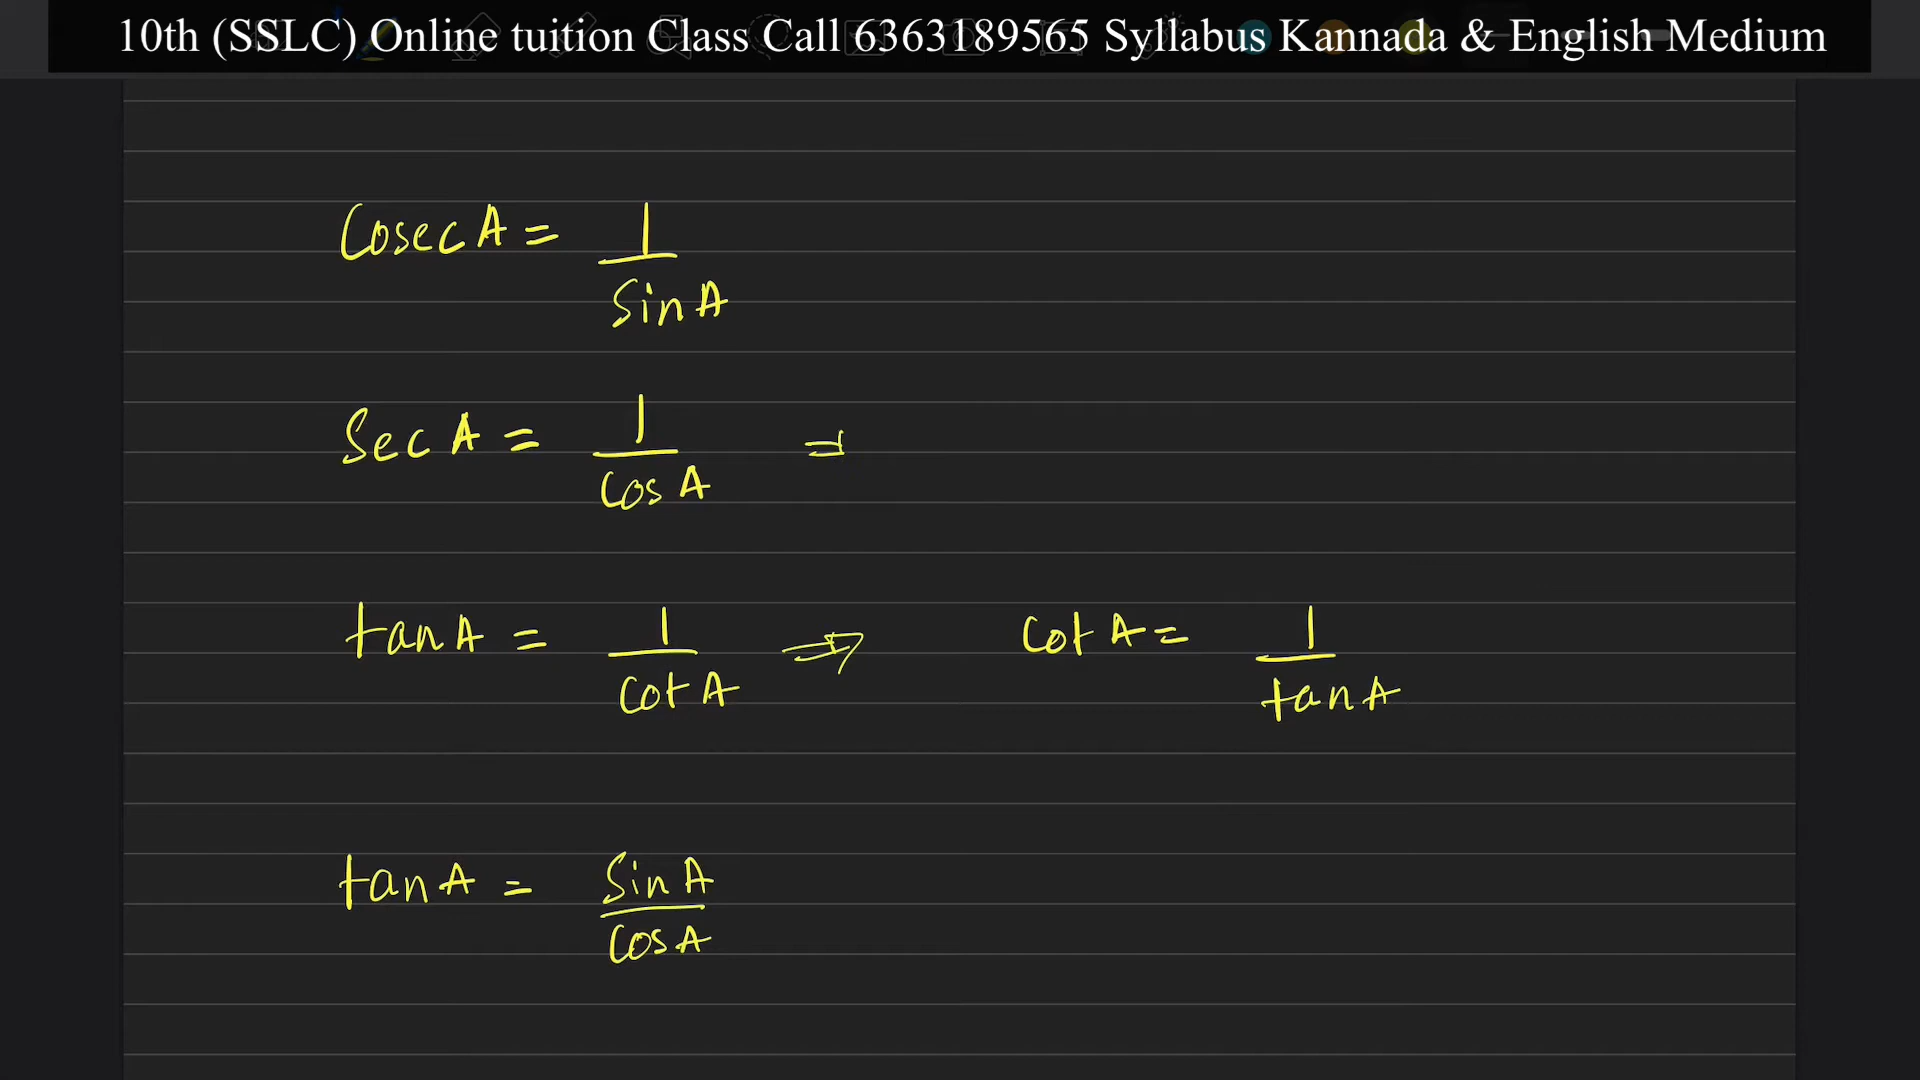 10th (SSLC) Online tuition Class Call 6363189565 Syllabus Kannada & English Medium
Cosec A = 1/Sin A
Sec A = 1/Cos A =
tan A = 1/Cot A ⇒ Cot A = 1/tan A
tan A = Sin A/Cos A